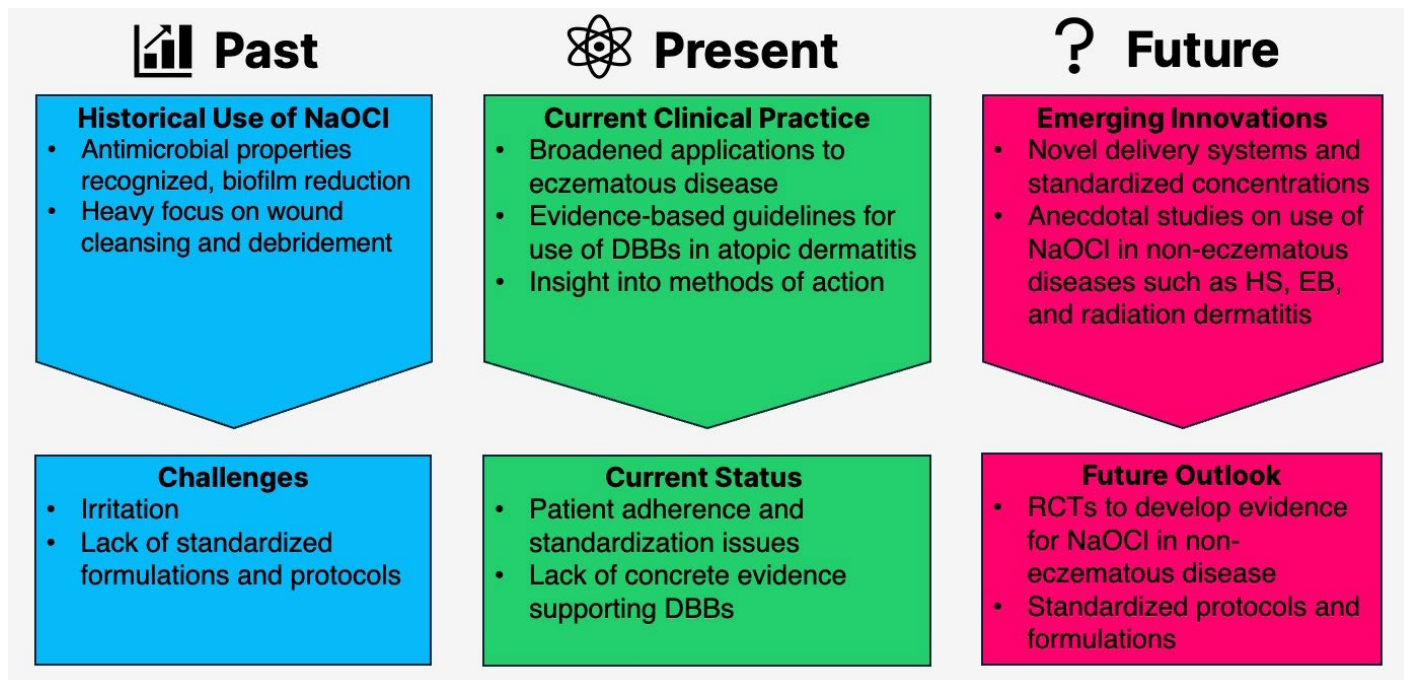 Past
Historical Use of NaOCl
• Antimicrobial properties
recognized, biofilm reduction
• Heavy focus on wound
cleansing and debridement
Challenges
• Irritation
• Lack of standardized
formulations and protocols
Present
Current Clinical Practice
• Broadened applications to
eczematous disease
• Evidence-based guidelines for
use of DBBs in atopic dermatitis
• Insight into methods of action
Current Status
• Patient adherence and
standardization issues
• Lack of concrete evidence
supporting DBBs
? Future
Emerging Innovations
• Novel delivery systems and
standardized concentrations
• Anecdotal studies on use of
NaOCl in non-eczematous
diseases such as HS, EB,
and radiation dermatitis
Future Outlook
• RCTs to develop evidence
for NaOCl in non-
eczematous disease
• Standardized protocols and
formulations